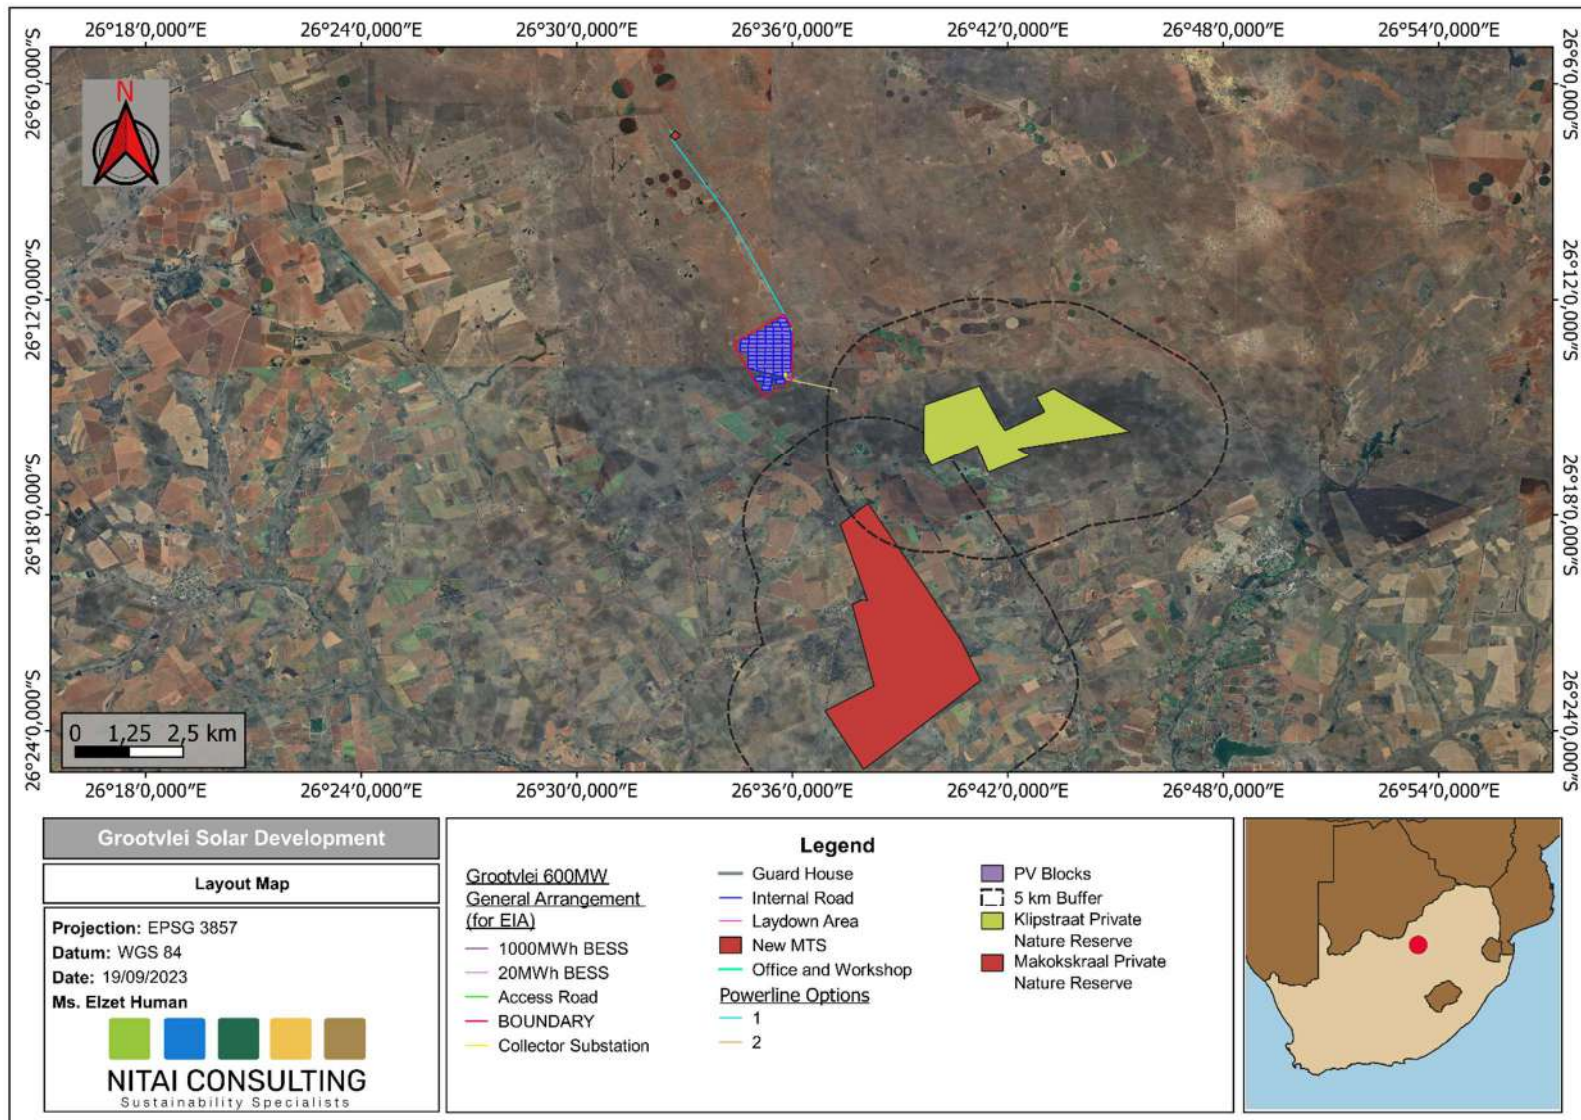 26°18'0,000"E 26°24'0,000"E 26°30'0,000"E 26°36'0,000"E 26°42'0,000"E 26°48'0,000"E 26°54'0,000"E
26°6'0,000"S
26°12'0,000"S
26°18'0,000"S
26°24'0,000"S
N
26°6'0,000"S
26°12'0,000"S
26°18'0,000"S
26°24'0,000"S
0 1,25 2,5 km
26°18'0,000"E 26°24'0,000"E 26°30'0,000"E 26°36'0,000"E 26°42'0,000"E 26°48'0,000"E 26°54'0,000"E
Grootvlei Solar Development
Layout Map
Projection: EPSG 3857
Datum: WGS 84
Date: 19/09/2023
Ms. Elzet Human
NITAI CONSULTING
Sustainability Specialists
Legend
Grootvlei 600MW
General Arrangement
(for EIA)
1000MWh BESS
20MWh BESS
Access Road
BOUNDARY
Collector Substation
Guard House
Internal Road
Laydown Area
New MTS
Office and Workshop
Powerline Options
1
2
PV Blocks
5 km Buffer
Klipstraat Private
Nature Reserve
Makokskraal Private
Nature Reserve